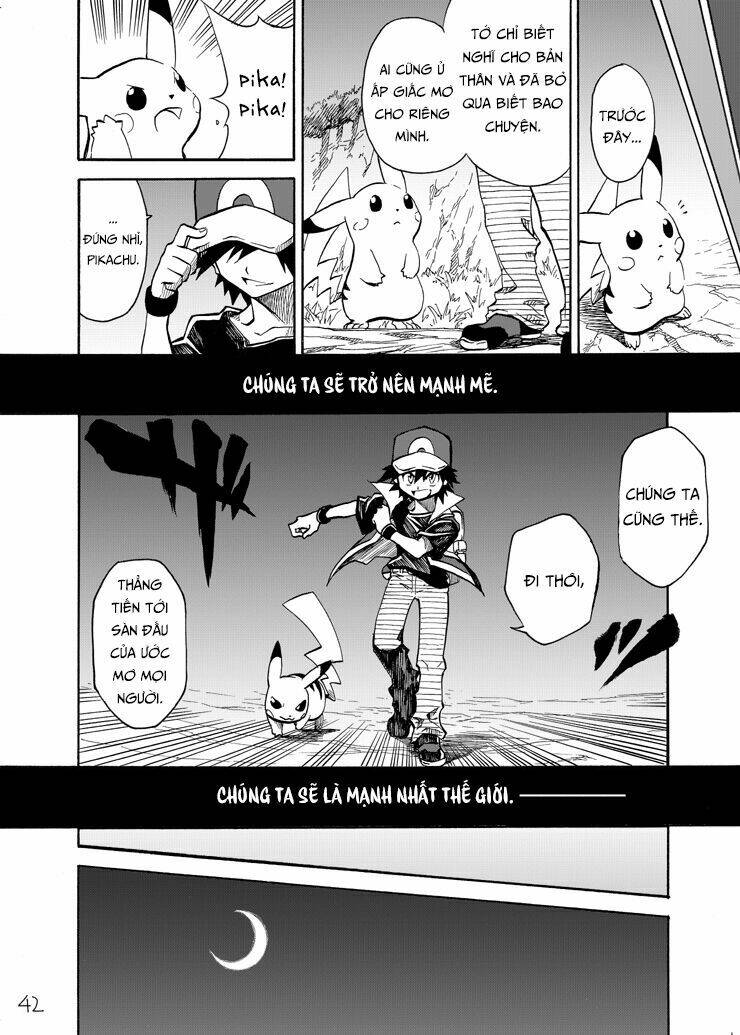 TRƯỚC
ĐÂY...
TỚ CHỈ BIẾT
NGHĨ CHO BẢN
THÂN VÀ ĐÃ BỎ
QUA BIẾT BAO
CHUYỆN.
AI CŨNG Ủ
ẤP GIẤC MƠ
CHO RIÊNG
MÌNH.
Pika!
Pika!
...
ĐÚNG NHỈ,
PIKACHU.
CHÚNG TA SẼ TRỞ NÊN MẠNH MẼ.
CHÚNG TA
CŨNG THẾ.
ĐI THÔI,
THẲNG
TIẾN TỚI
SÀN ĐẤU
CỦA ƯỚC
MƠ MỌI
NGƯỜI.
CHÚNG TA SẼ LÀ MẠNH NHẤT THẾ GIỚI.
42